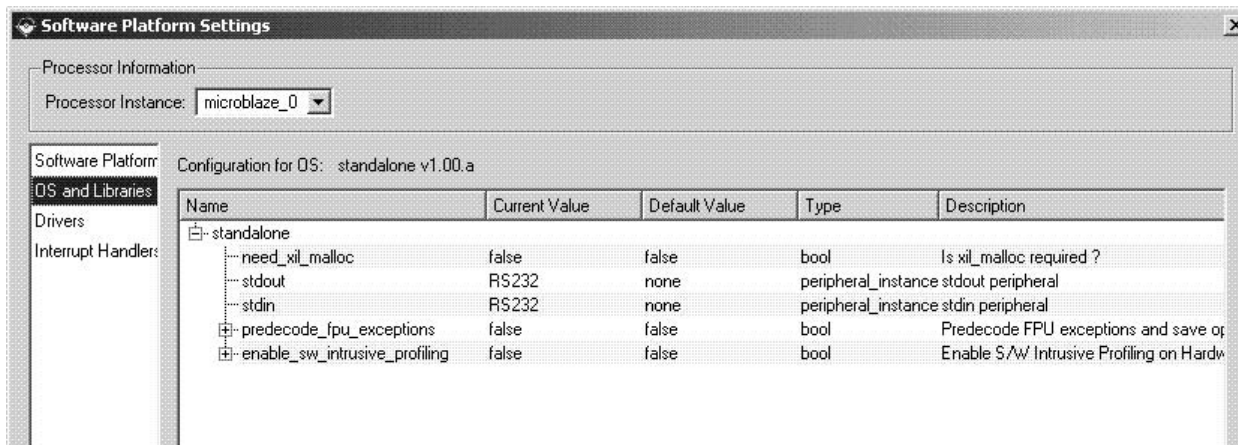 Software Platform Settings
Processor Information
Processor Instance: microblaze_0
Software Platform
OS and Libraries
Drivers
Interrupt Handlers
Configuration for OS: standalone v1.00.a
Name Current Value Default Value Type Description
standalone
need_xil_malloc false false bool Is xil_malloc required ?
stdout RS232 none peripheral_instance stdout peripheral
stdin RS232 none peripheral_instance stdin peripheral
predecode_fpu_exceptions false false bool Predecode FPU exceptions and save op
enable_sw_intrusive_profiling false false bool Enable S/W Intrusive Profiling on Hardw